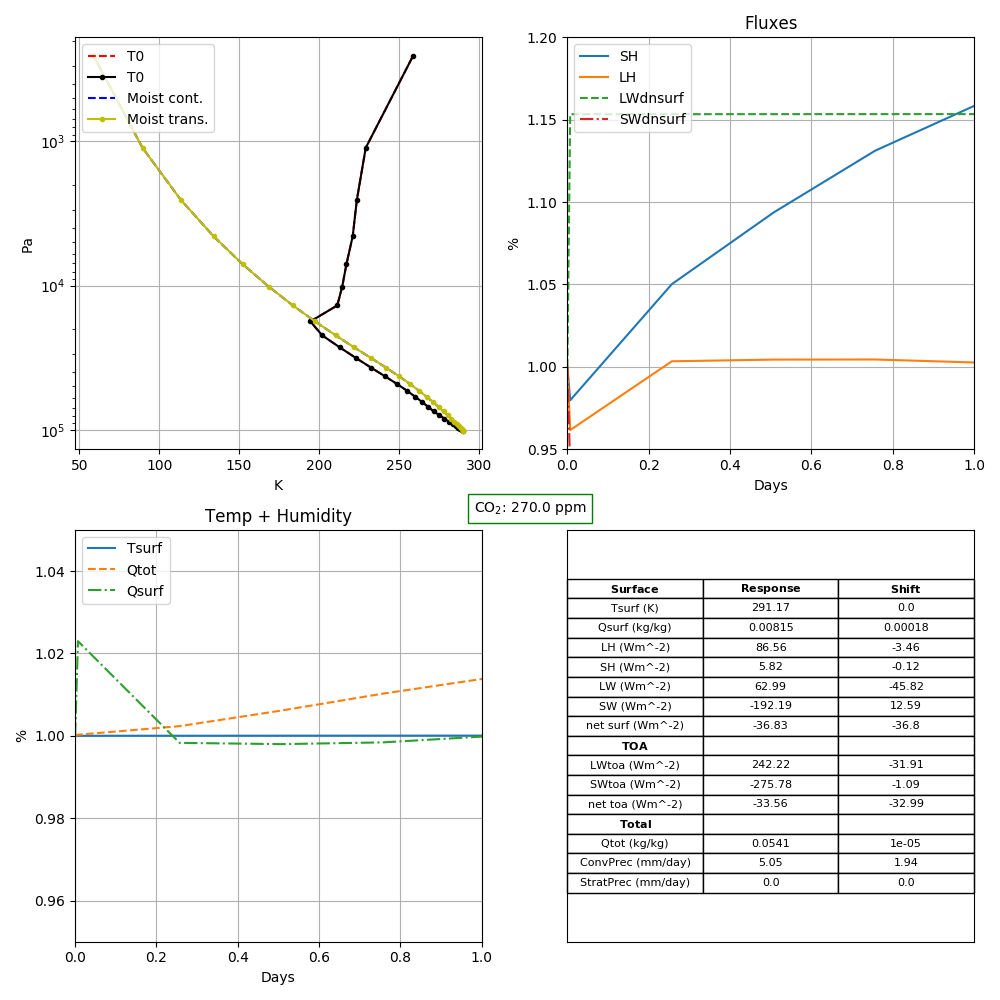 T0
T0
Moist cont.
Moist trans.
10³
10⁴
10⁵
Pa
50 100 150 200 250 300
K
Fluxes
SH
LH
LWdnsurf
SWdnsurf
1.20
1.15
1.10
1.05
1.00
0.95
%
0.0 0.2 0.4 0.6 0.8 1.0
Days
CO₂: 270.0 ppm
Temp + Humidity
Tsurf
Qtot
Qsurf
1.04
1.02
1.00
0.98
0.96
%
0.0 0.2 0.4 0.6 0.8 1.0
Days
Surface Response Shift
Tsurf (K) 291.17 0.0
Qsurf (kg/kg) 0.00815 0.00018
LH (Wm^-2) 86.56 -3.46
SH (Wm^-2) 5.82 -0.12
LW (Wm^-2) 62.99 -45.82
SW (Wm^-2) -192.19 12.59
net surf (Wm^-2) -36.83 -36.8
TOA
LWtoa (Wm^-2) 242.22 -31.91
SWtoa (Wm^-2) -275.78 -1.09
net toa (Wm^-2) -33.56 -32.99
Total
Qtot (kg/kg) 0.0541 1e-05
ConvPrec (mm/day) 5.05 1.94
StratPrec (mm/day) 0.0 0.0